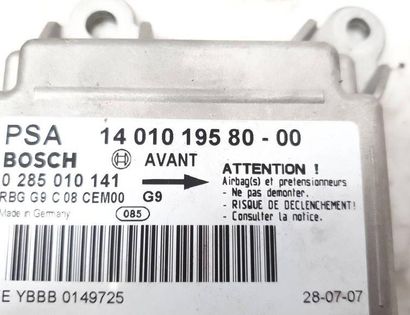 PSA 14 010 195 80 - 00
BOSCH AVANT
0 285 010 141
RBG G9 C 08 CEM00 G9
Made in Germany 085
ATTENTION !
Airbag(s) et pretensionneurs
- Ne pas demonter.
- RISQUE DE DECLENCHEMENT!
- Consulter la notice.
E YBBB 0149725
28-07-07